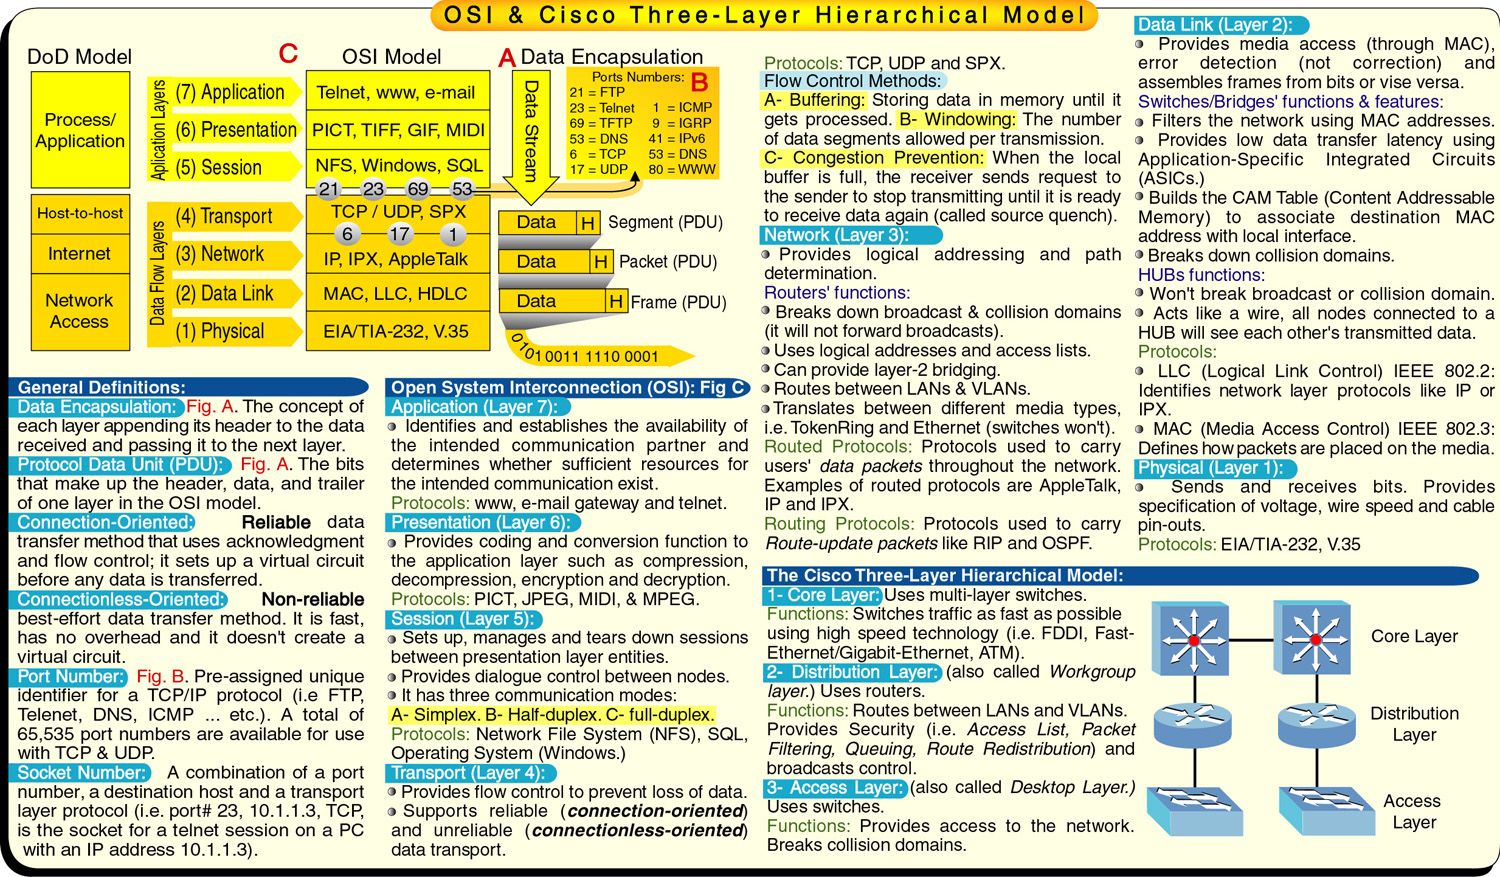 OSI & Cisco Three-Layer Hierarchical Model
DoD Model
Process/
Application
Host-to-host
Internet
Network
Access
C
OSI Model
Application Layers
(7) Application
Telnet, www, e-mail
(6) Presentation
PICT, TIFF, GIF, MIDI
(5) Session
NFS, Windows, SQL
21 23 69 53
Data Flow Layers
(4) Transport
TCP / UDP, SPX
6 17 1
(3) Network
IP, IPX, AppleTalk
(2) Data Link
MAC, LLC, HDLC
(1) Physical
EIA/TIA-232, V.35
A Data Encapsulation
Data Stream
Ports Numbers: B
21 = FTP
23 = Telnet 1 = ICMP
69 = TFTP 9 = IGRP
53 = DNS 41 = IPv6
6 = TCP 53 = DNS
17 = UDP 80 = WWW
Data H Segment (PDU)
Data H Packet (PDU)
Data H Frame (PDU)
0101 0011 1110 0001
General Definitions:
Data Encapsulation: Fig. A. The concept of
each layer appending its header to the data
received and passing it to the next layer.
Protocol Data Unit (PDU): Fig. A. The bits
that make up the header, data, and trailer
of one layer in the OSI model.
Connection-Oriented: Reliable data
transfer method that uses acknowledgment
and flow control; it sets up a virtual circuit
before any data is transferred.
Connectionless-Oriented: Non-reliable
best-effort data transfer method. It is fast,
has no overhead and it doesn't create a
virtual circuit.
Port Number: Fig. B. Pre-assigned unique
identifier for a TCP/IP protocol (i.e FTP,
Telnet, DNS, ICMP ... etc.). A total of
65,535 port numbers are available for use
with TCP & UDP.
Socket Number: A combination of a port
number, a destination host and a transport
layer protocol (i.e. port# 23, 10.1.1.3, TCP,
is the socket for a telnet session on a PC
with an IP address 10.1.1.3).
Open System Interconnection (OSI): Fig C
Application (Layer 7):
Identifies and establishes the availability of
the intended communication partner and
determines whether sufficient resources for
the intended communication exist.
Protocols: www, e-mail gateway and telnet.
Presentation (Layer 6):
Provides coding and conversion function to
the application layer such as compression,
decompression, encryption and decryption.
Protocols: PICT, JPEG, MIDI, & MPEG.
Session (Layer 5):
Sets up, manages and tears down sessions
between presentation layer entities.
Provides dialogue control between nodes.
It has three communication modes:
A- Simplex. B- Half-duplex. C- full-duplex.
Protocols: Network File System (NFS), SQL,
Operating System (Windows.)
Transport (Layer 4):
Provides flow control to prevent loss of data.
Supports reliable (connection-oriented)
and unreliable (connectionless-oriented)
data transport.
Protocols: TCP, UDP and SPX.
Flow Control Methods:
A- Buffering: Storing data in memory until it
gets processed. B- Windowing: The number
of data segments allowed per transmission.
C- Congestion Prevention: When the local
buffer is full, the receiver sends request to
the sender to stop transmitting until it is ready
to receive data again (called source quench).
Network (Layer 3):
Provides logical addressing and path
determination.
Routers' functions:
Breaks down broadcast & collision domains
(it will not forward broadcasts).
Uses logical addresses and access lists.
Can provide layer-2 bridging.
Routes between LANs & VLANs.
Translates between different media types,
i.e. TokenRing and Ethernet (switches won't).
Routed Protocols: Protocols used to carry
users' data packets throughout the network.
Examples of routed protocols are AppleTalk,
IP and IPX.
Routing Protocols: Protocols used to carry
Route-update packets like RIP and OSPF.
Data Link (Layer 2):
Provides media access (through MAC),
error detection (not correction) and
assembles frames from bits or vise versa.
Switches/Bridges' functions & features:
Filters the network using MAC addresses.
Provides low data transfer latency using
Application-Specific Integrated Circuits
(ASICs.)
Builds the CAM Table (Content Addressable
Memory) to associate destination MAC
address with local interface.
Breaks down collision domains.
HUBs functions:
Won't break broadcast or collision domain.
Acts like a wire, all nodes connected to a
HUB will see each other's transmitted data.
Protocols:
LLC (Logical Link Control) IEEE 802.2:
Identifies network layer protocols like IP or
IPX.
MAC (Media Access Control) IEEE 802.3:
Defines how packets are placed on the media.
Physical (Layer 1):
Sends and receives bits. Provides
specification of voltage, wire speed and cable
pin-outs.
Protocols: EIA/TIA-232, V.35
The Cisco Three-Layer Hierarchical Model:
1- Core Layer: Uses multi-layer switches.
Functions: Switches traffic as fast as possible
using high speed technology (i.e. FDDI, Fast-
Ethernet/Gigabit-Ethernet, ATM).
2- Distribution Layer: (also called Workgroup
layer.) Uses routers.
Functions: Routes between LANs and VLANs.
Provides Security (i.e. Access List, Packet
Filtering, Queuing, Route Redistribution) and
broadcasts control.
3- Access Layer: (also called Desktop Layer.)
Uses switches.
Functions: Provides access to the network.
Breaks collision domains.
Core Layer
Distribution
Layer
Access
Layer